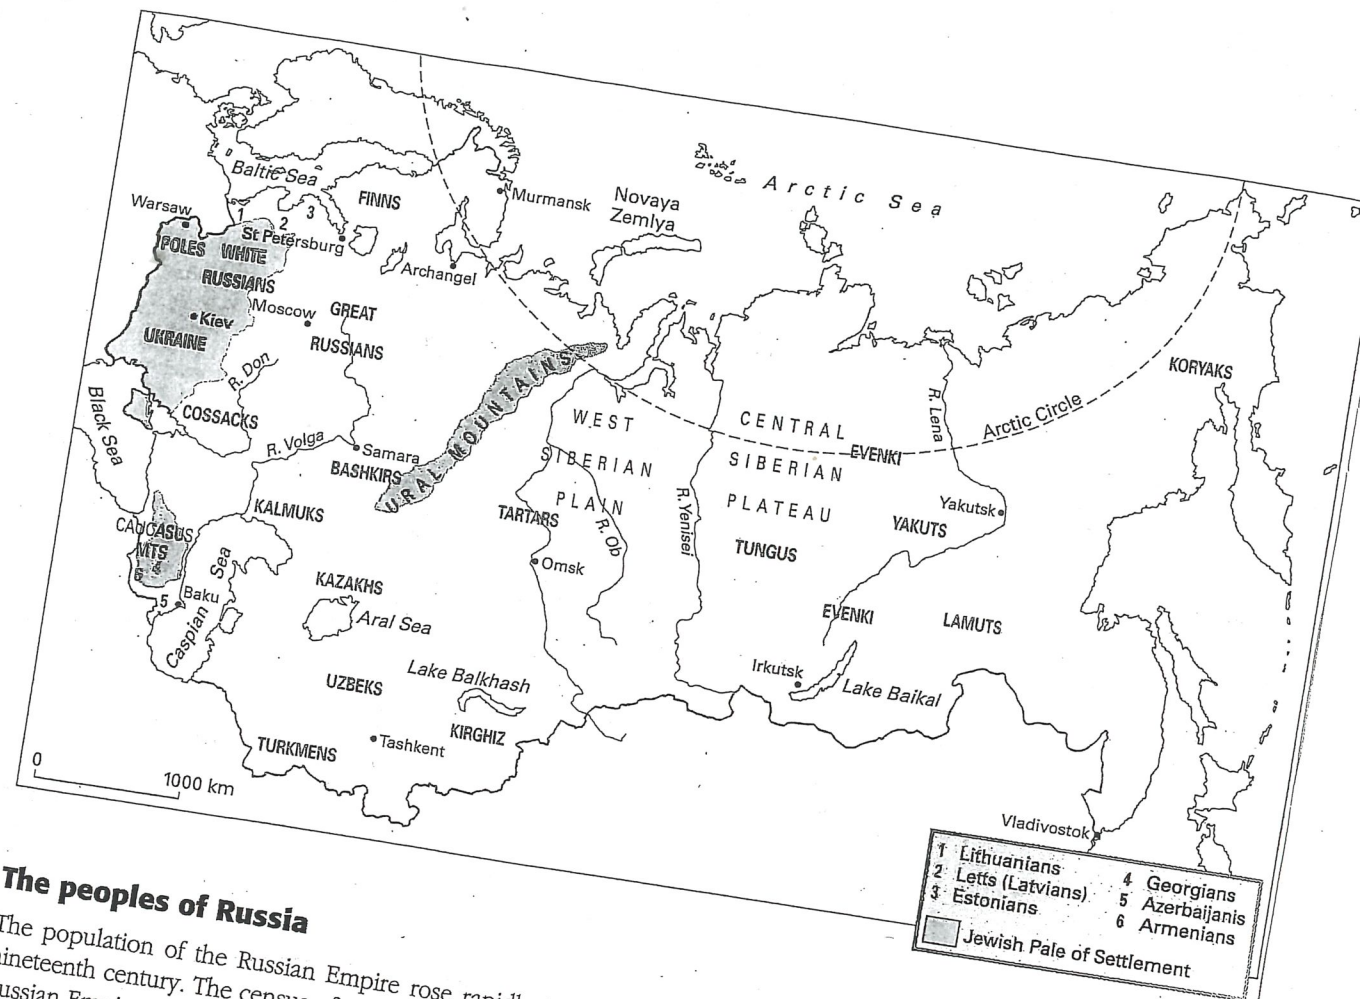 Arctic Sea
Baltic Sea
FINNS
Murmansk
Novaya
Zemlya
Warsaw
1
2
3
St Petersburg
POLES
WHITE
RUSSIANS
Archangel
Moscow
GREAT
RUSSIANS
Kiev
UKRAINE
R. Don
Black Sea
COSSACKS
R. Volga
Samara
BASHKIRS
URAL MOUNTAINS
WEST
SIBERIAN
PLAIN
CENTRAL
SIBERIAN
PLATEAU
EVENKI
R. Lena
Arctic Circle
KORYAKS
KALMUKS
TARTARS
R. Ob
R. Yenisei
Yakutsk
YAKUTS
TUNGUS
CAUCASUS
MTS
6
5
Baku
Caspian Sea
KAZAKHS
Aral Sea
Omsk
EVENKI
LAMUTS
Irkutsk
Lake Baikal
UZBEKS
Lake Balkhash
KIRGHIZ
Tashkent
TURKMENS
0
1000 km
Vladivostok
1 Lithuanians
2 Letts (Latvians)
3 Estonians
4 Georgians
5 Azerbaijanis
6 Armenians
Jewish Pale of Settlement
The peoples of Russia
The population of the Russian Empire rose
nineteenth century. The